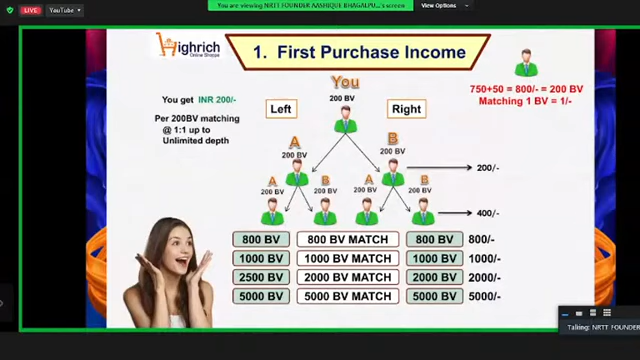 You are viewing NRTT FOUNDER AASHIQUE BHAGALPU...'s screen
View Options
LIVE
YouTube
Highrich
Online Shoppe
1. First Purchase Income
You
200 BV
You get INR 200/-
Per 200BV matching
@ 1:1 up to
Unlimited depth
Left
Right
750+50 = 800/- = 200 BV
Matching 1 BV = 1/-
A
200 BV
B
200 BV
200/-
A
200 BV
B
200 BV
A
200 BV
B
200 BV
400/-
800 BV 800 BV MATCH 800 BV 800/-
1000 BV 1000 BV MATCH 1000 BV 1000/-
2500 BV 2000 BV MATCH 2000 BV 2000/-
5000 BV 5000 BV MATCH 5000 BV 5000/-
Talking: NRTT FOUNDER